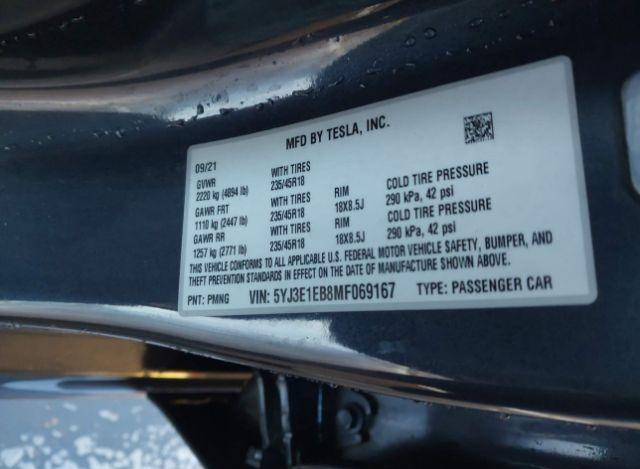 MFD BY TESLA, INC.
09/21
GVWR WITH TIRES
2220 kg (4894 lb) 235/45R18 RIM COLD TIRE PRESSURE
GAWR FRT WITH TIRES 18X8.5J 290 kPa, 42 psi
1110 kg (2447 lb) 235/45R18 RIM COLD TIRE PRESSURE
GAWR RR WITH TIRES 18X8.5J 290 kPa, 42 psi
1257 kg (2771 lb) 235/45R18
THIS VEHICLE CONFORMS TO ALL APPLICABLE U.S. FEDERAL MOTOR VEHICLE SAFETY, BUMPER, AND
THEFT PREVENTION STANDARDS IN EFFECT ON THE DATE OF MANUFACTURE SHOWN ABOVE.
PNT: PMNG VIN: 5YJ3E1EB8MF069167 TYPE: PASSENGER CAR